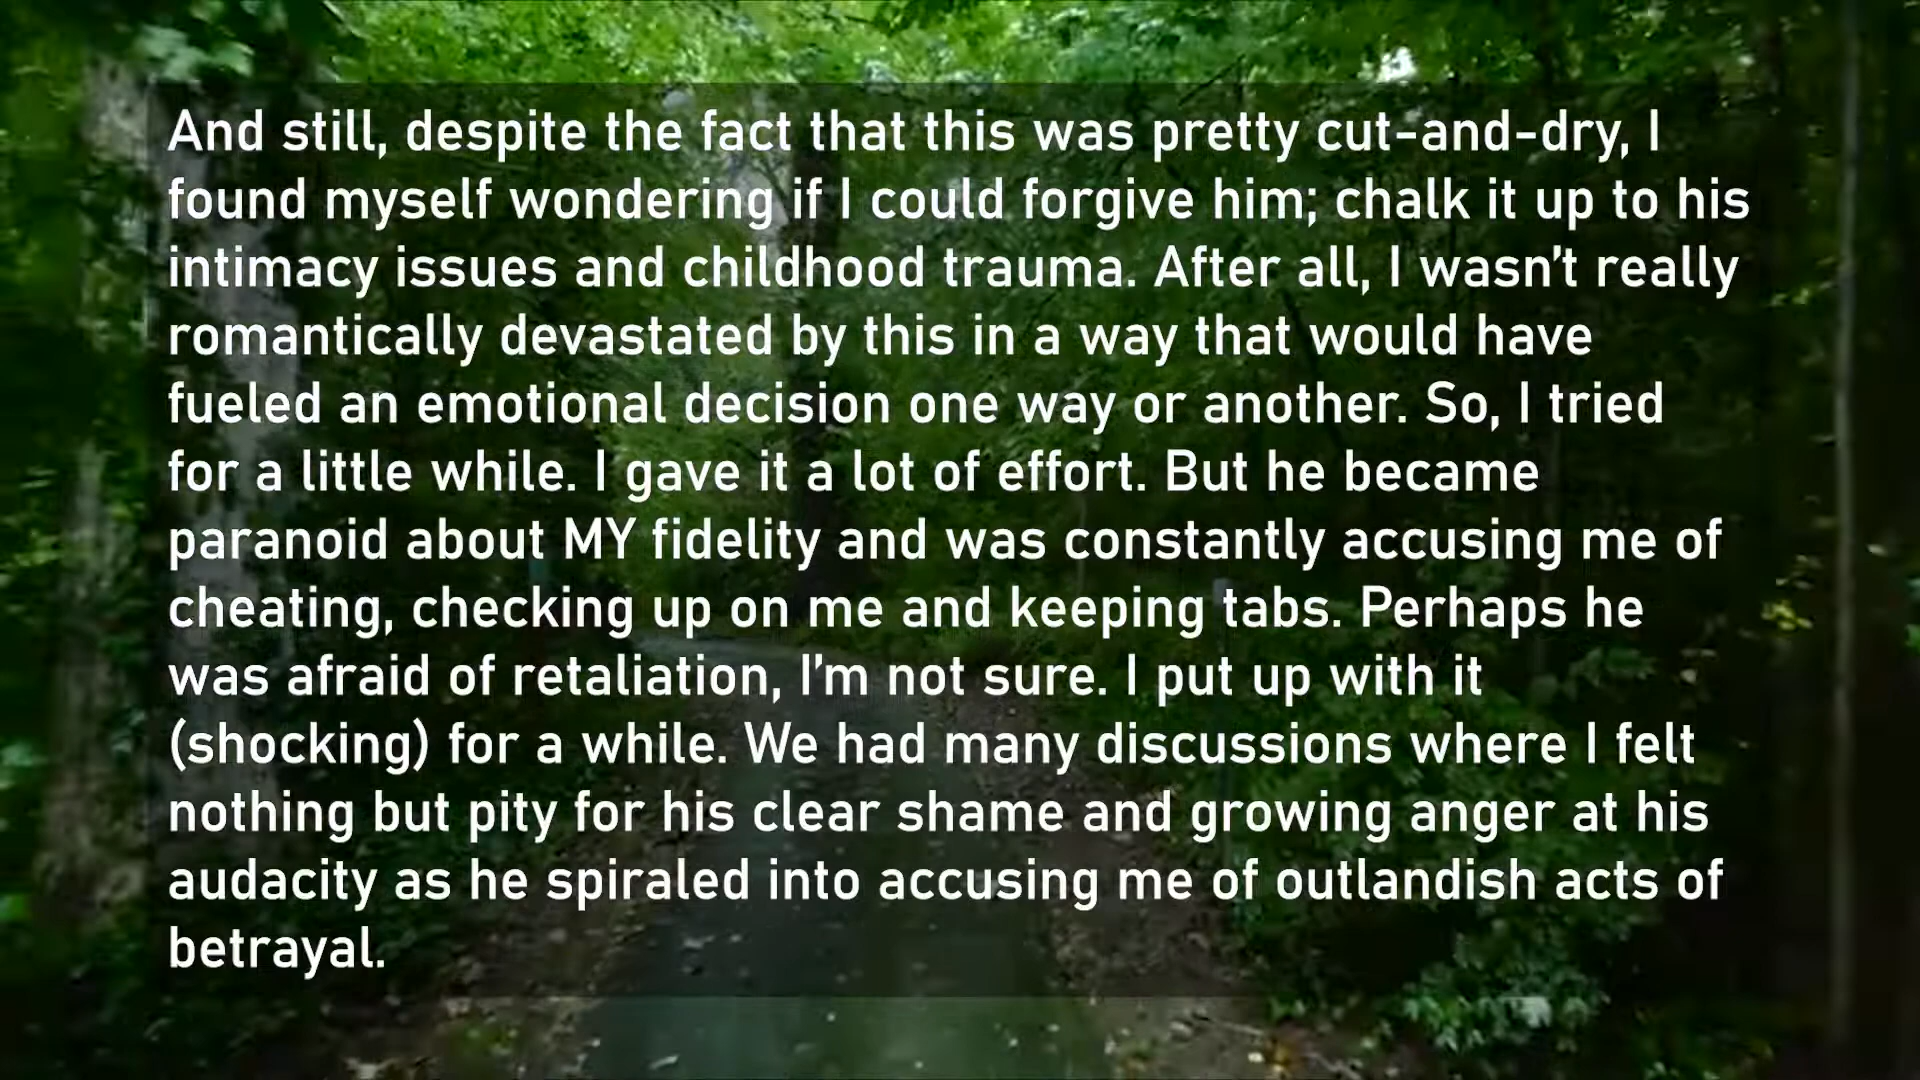 And still, despite the fact that this was pretty cut-and-dry, I
found myself wondering if I could forgive him; chalk it up to his
intimacy issues and childhood trauma. After all, I wasn’t really
romantically devastated by this in a way that would have
fueled an emotional decision one way or another. So, I tried
for a little while. I gave it a lot of effort. But he became
paranoid about MY fidelity and was constantly accusing me of
cheating, checking up on me and keeping tabs. Perhaps he
was afraid of retaliation, I’m not sure. I put up with it
(shocking) for a while. We had many discussions where I felt
nothing but pity for his clear shame and growing anger at his
audacity as he spiraled into accusing me of outlandish acts of
betrayal.